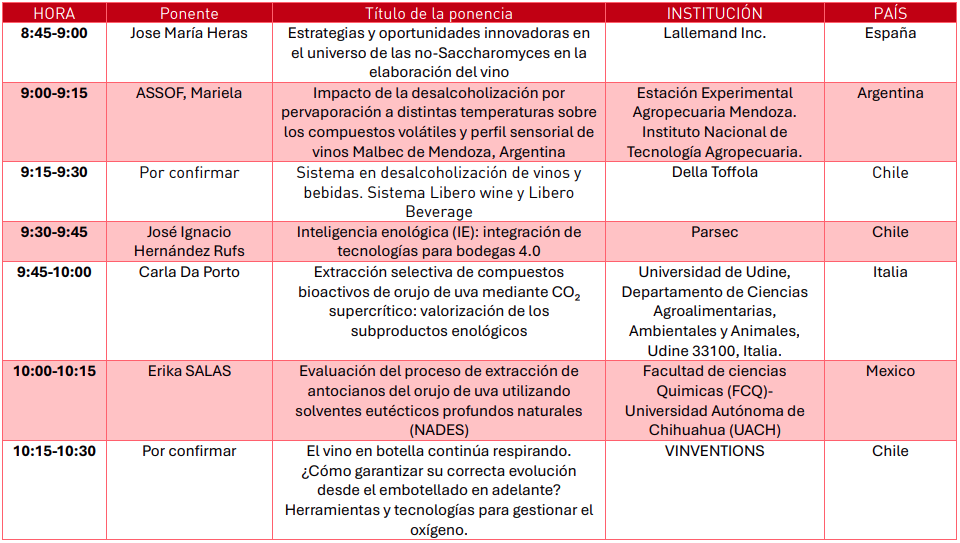 HORA Ponente Título de la ponencia INSTITUCIÓN PAÍS
8:45-9:00 Jose María Heras Estrategias y oportunidades innovadoras en Lallemand Inc. España
el universo de las no-Saccharomyces en la
elaboración del vino
9:00-9:15 ASSOF, Mariela Impacto de la desalcoholización por Estación Experimental Argentina
pervaporación a distintas temperaturas sobre Agropecuaria Mendoza.
los compuestos volátiles y perfil sensorial de Instituto Nacional de
vinos Malbec de Mendoza, Argentina Tecnología Agropecuaria.
9:15-9:30 Por confirmar Sistema en desalcoholización de vinos y Della Toffola Chile
bebidas. Sistema Libero wine y Libero
Beverage
9:30-9:45 José Ignacio Inteligencia enológica (IE): integración de Parsec Chile
Hernández Rufs tecnologías para bodegas 4.0
9:45-10:00 Carla Da Porto Extracción selectiva de compuestos Universidad de Udine, Italia
bioactivos de orujo de uva mediante CO₂ Departamento de Ciencias
supercrítico: valorización de los Agroalimentarias,
subproductos enológicos Ambientales y Animales,
Udine 33100, Italia.
10:00-10:15 Erika SALAS Evaluación del proceso de extracción de Facultad de ciencias Mexico
antocianos del orujo de uva utilizando Quimicas (FCQ)-
solventes eutécticos profundos naturales Universidad Autónoma de
(NADES) Chihuahua (UACH)
10:15-10:30 Por confirmar El vino en botella continúa respirando. VINVENTIONS Chile
¿Cómo garantizar su correcta evolución
desde el embotellado en adelante?
Herramientas y tecnologías para gestionar el
oxígeno.